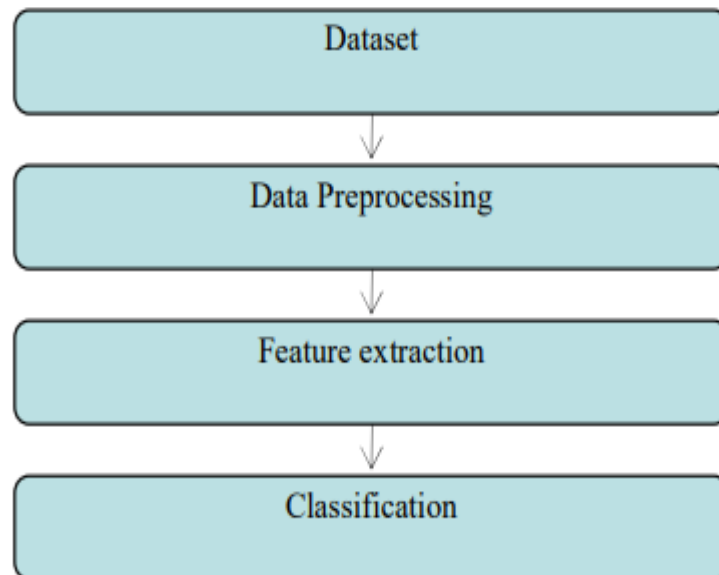 Dataset
Data Preprocessing
Feature extraction
Classification